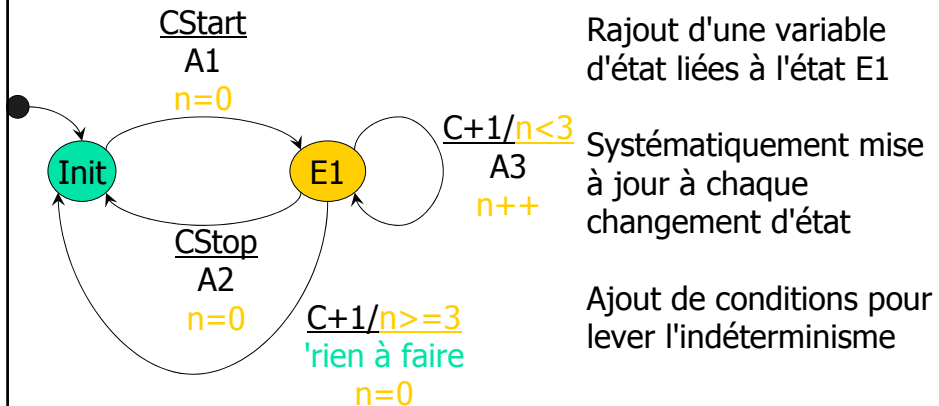 CStart
A1
n=0
Init
E1
C+1/n<3
A3
n++
CStop
A2
n=0
C+1/n>=3
'rien à faire
n=0
Rajout d'une variable
d'état liées à l'état E1
Systématiquement mise
à jour à chaque
changement d'état
Ajout de conditions pour
lever l'indéterminisme